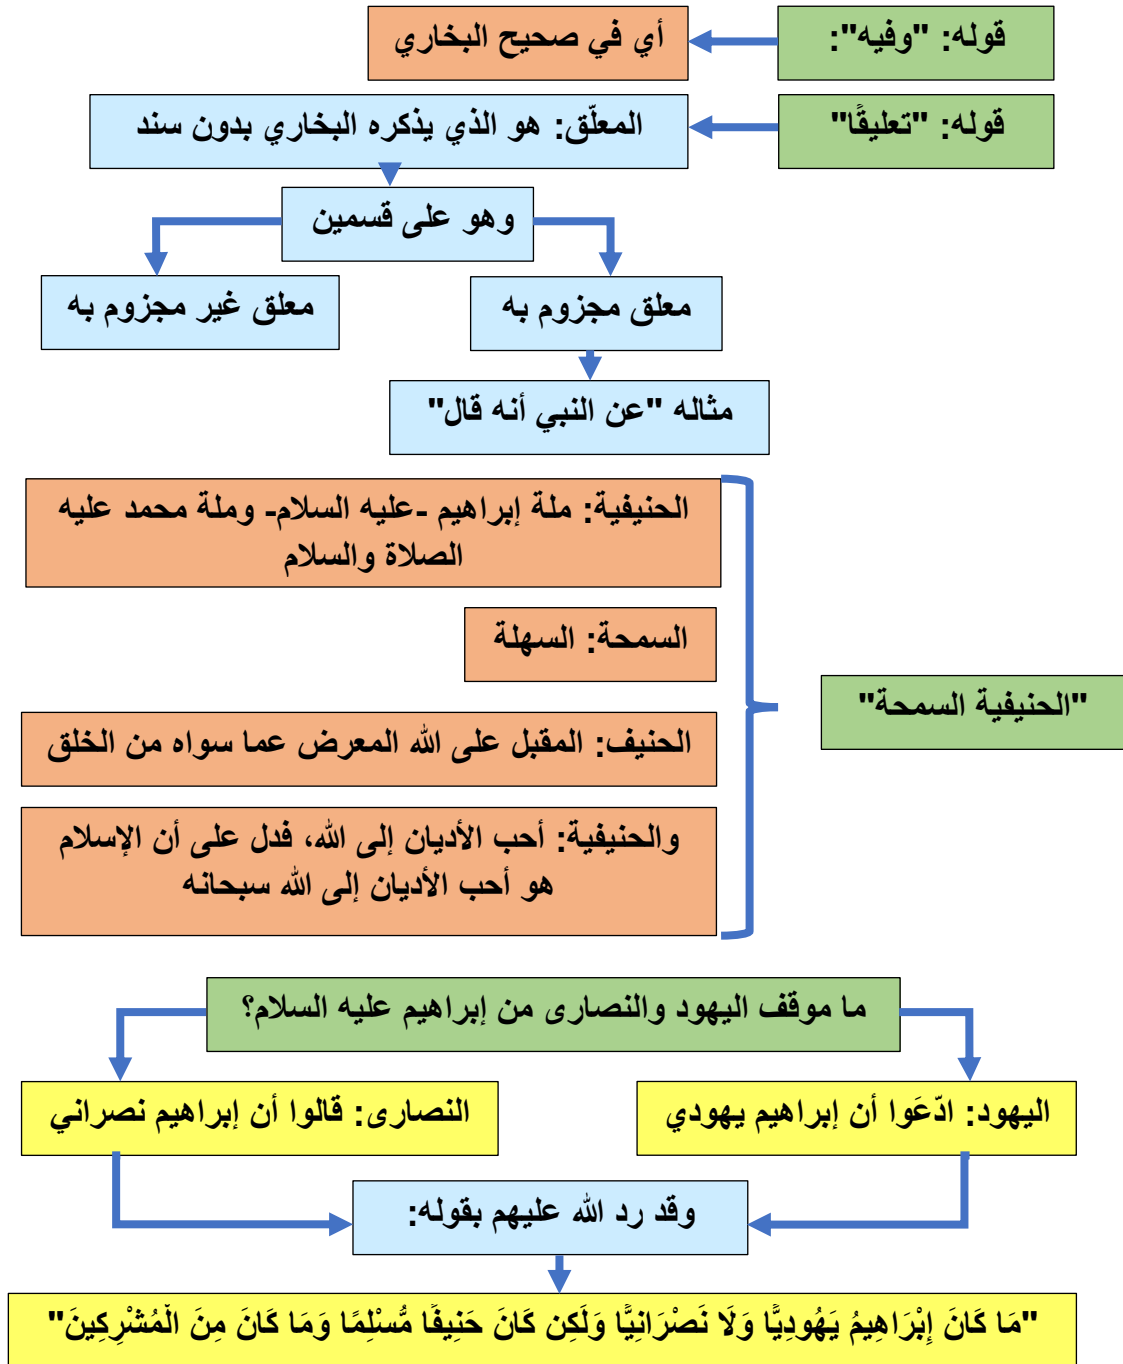 قوله: "وفيه":
أي في صحيح البخاري
قوله: "تعليقًا"
المعلّق: هو الذي يذكره البخاري بدون سند
وهو على قسمين
معلق مجزوم به
معلق غير مجزوم به
مثاله "عن النبي أنه قال"
"الحنيفية السمحة"
الحنيفية: ملة إبراهيم -عليه السلام- وملة محمد عليه
الصلاة والسلام
السمحة: السهلة
الحنيف: المقبل على الله المعرض عما سواه من الخلق
والحنيفية: أحب الأديان إلى الله، فدل على أن الإسلام
هو أحب الأديان إلى الله سبحانه
ما موقف اليهود والنصارى من إبراهيم عليه السلام؟
اليهود: ادّعَوا أن إبراهيم يهودي
النصارى: قالوا أن إبراهيم نصراني
وقد رد الله عليهم بقوله:
"مَا كَانَ إِبْرَاهِيمُ يَهُودِيًّا وَلَا نَصْرَانِيًّا وَلَكِن كَانَ حَنِيفًا مُّسْلِمًا وَمَا كَانَ مِنَ الْمُشْرِكِينَ"